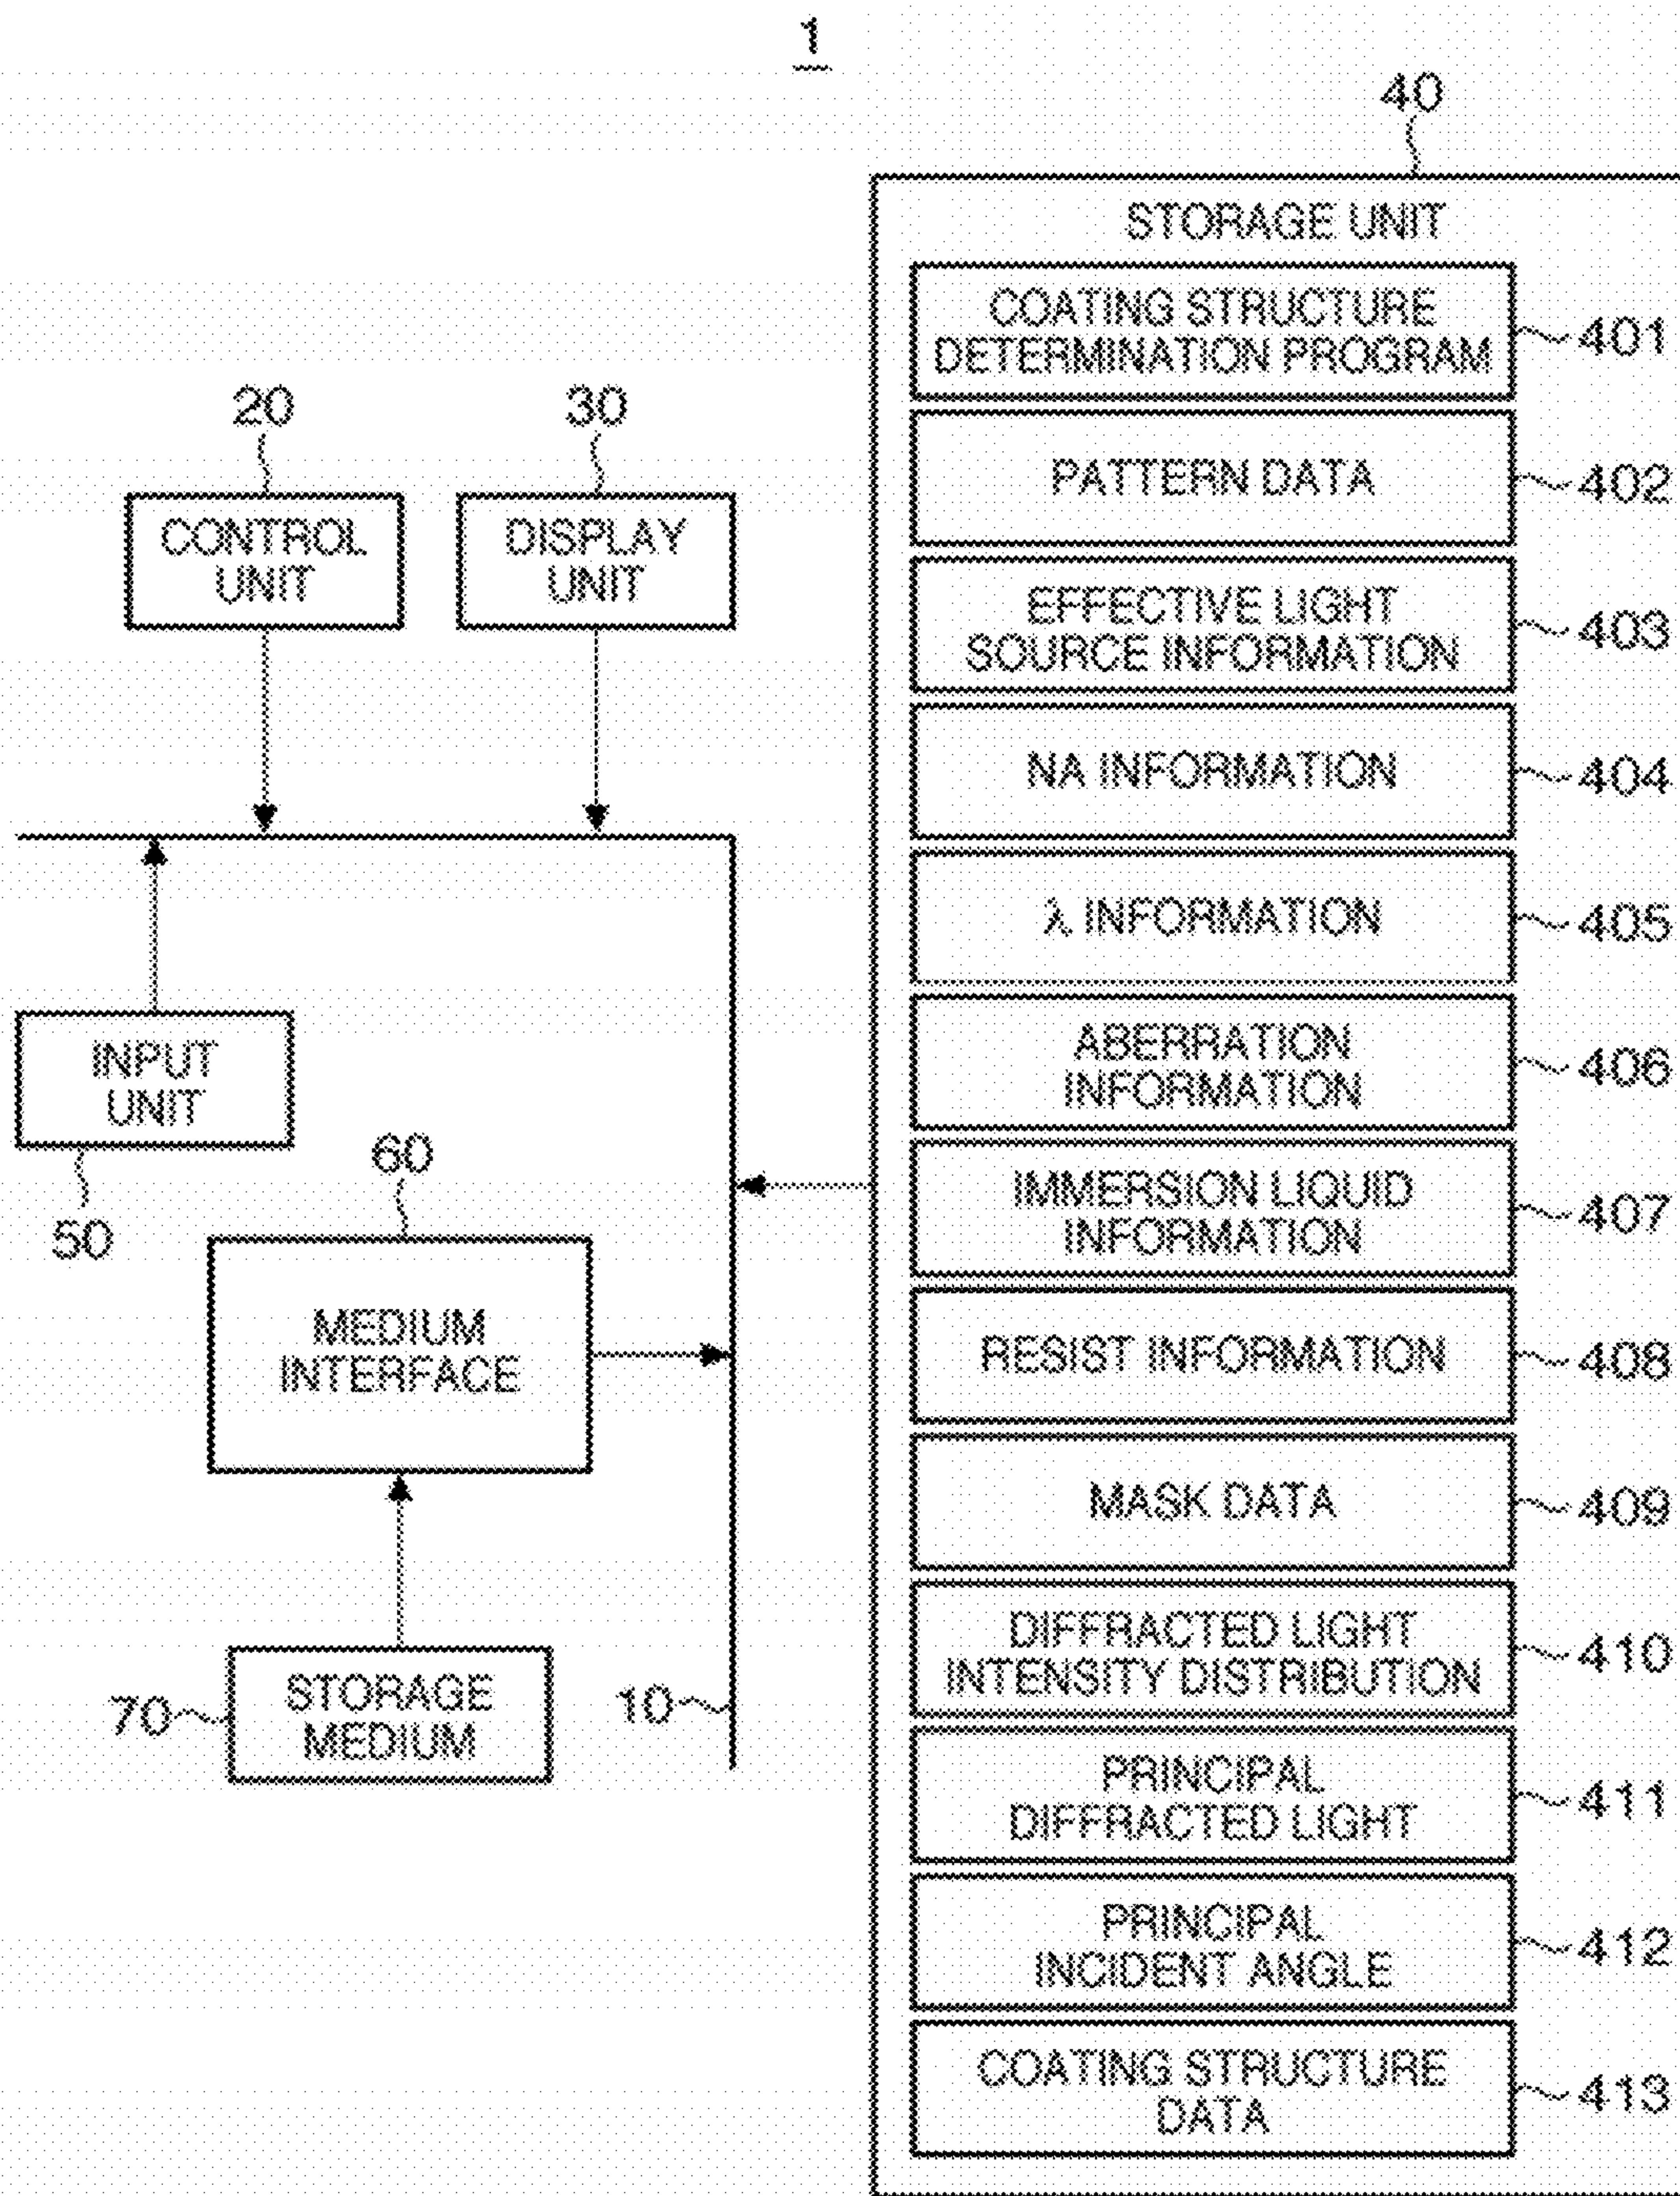 1
40
STORAGE UNIT
COATING STRUCTURE
DETERMINATION PROGRAM
401
PATTERN DATA
402
EFFECTIVE LIGHT
SOURCE INFORMATION
403
NA INFORMATION
404
λ INFORMATION
405
ABERRATION
INFORMATION
406
IMMERSION LIQUID
INFORMATION
407
RESIST INFORMATION
408
MASK DATA
409
DIFFRACTED LIGHT
INTENSITY DISTRIBUTION
410
PRINCIPAL
DIFFRACTED LIGHT
411
PRINCIPAL
INCIDENT ANGLE
412
COATING STRUCTURE
DATA
413
20
CONTROL
UNIT
30
DISPLAY
UNIT
INPUT
UNIT
50
60
MEDIUM
INTERFACE
70
STORAGE
MEDIUM
10